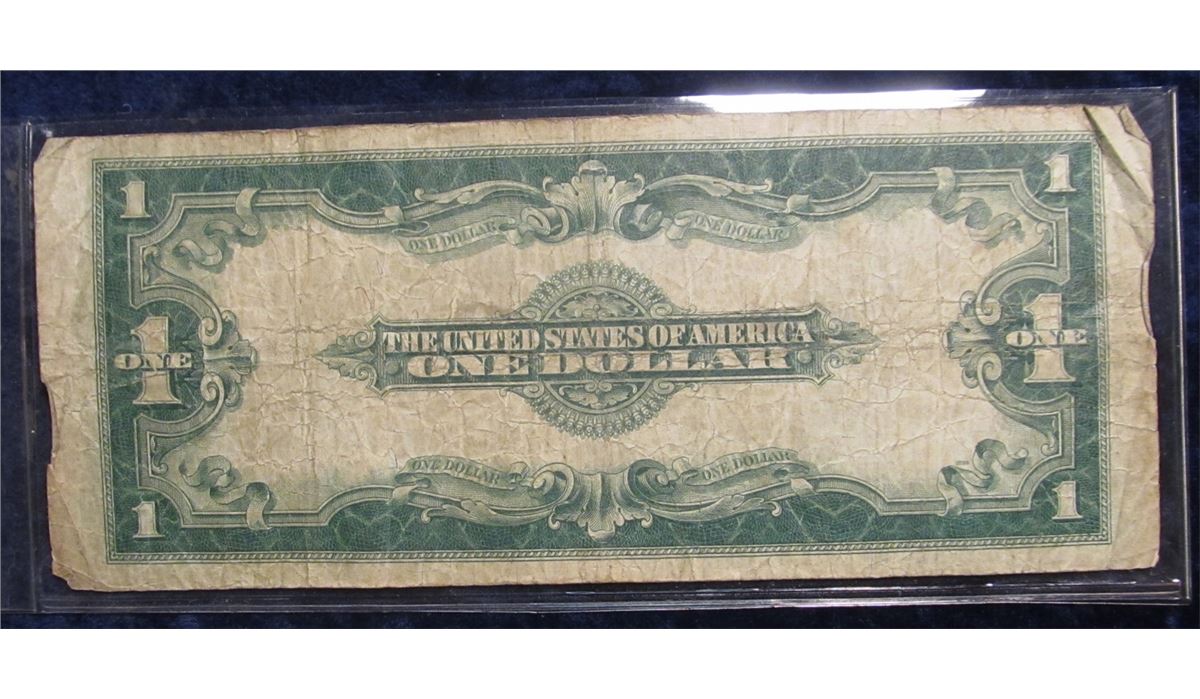 1 1
ONE DOLLAR ONE DOLLAR
THE UNITED STATES OF AMERICA
ONE DOLLAR
1 ONE 1 ONE
ONE DOLLAR ONE DOLLAR
1 1